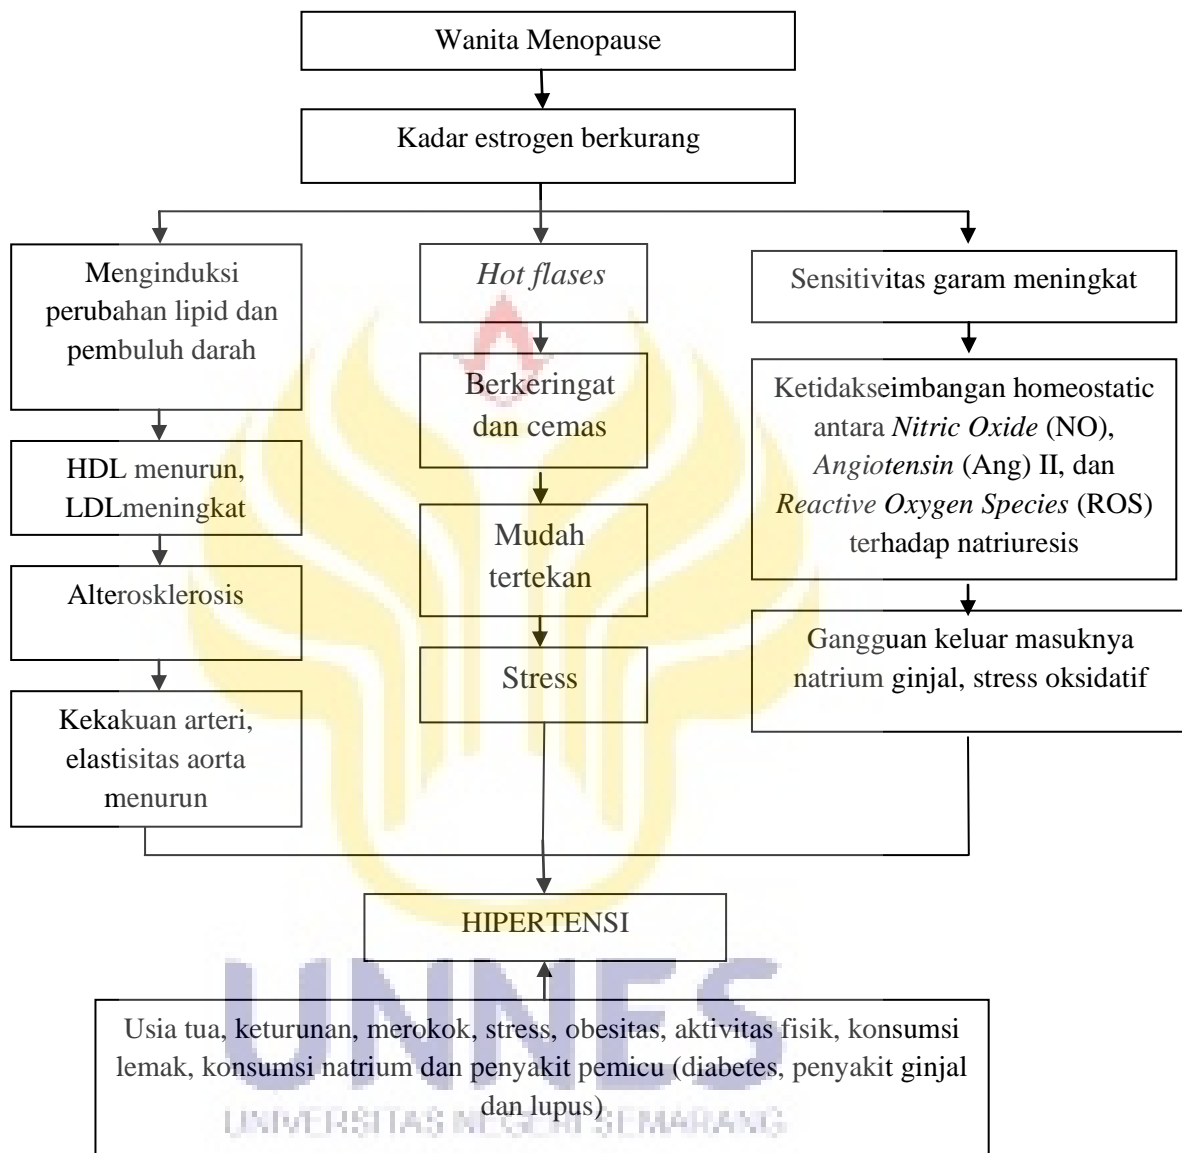 Wanita Menopause
Kadar estrogen berkurang
Menginduksi
perubahan lipid dan
pembuluh darah
HDL menurun,
LDLmeningkat
Alterosklerosis
Kekakuan arteri,
elastisitas aorta
menurun
Hot flases
Berkeringat
dan cemas
Mudah
tertekan
Stress
Sensitivitas garam meningkat
Ketidakseimbangan homeostatic
antara Nitric Oxide (NO),
Angiotensin (Ang) II, dan
Reactive Oxygen Species (ROS)
terhadap natriuresis
Gangguan keluar masuknya
natrium ginjal, stress oksidatif
HIPERTENSI
UNNES
Usia tua, keturunan, merokok, stress, obesitas, aktivitas fisik, konsumsi
lemak, konsumsi natrium dan penyakit pemicu (diabetes, penyakit ginjal
dan lupus)
UNIVERSITAS NEGERI SEMARANG